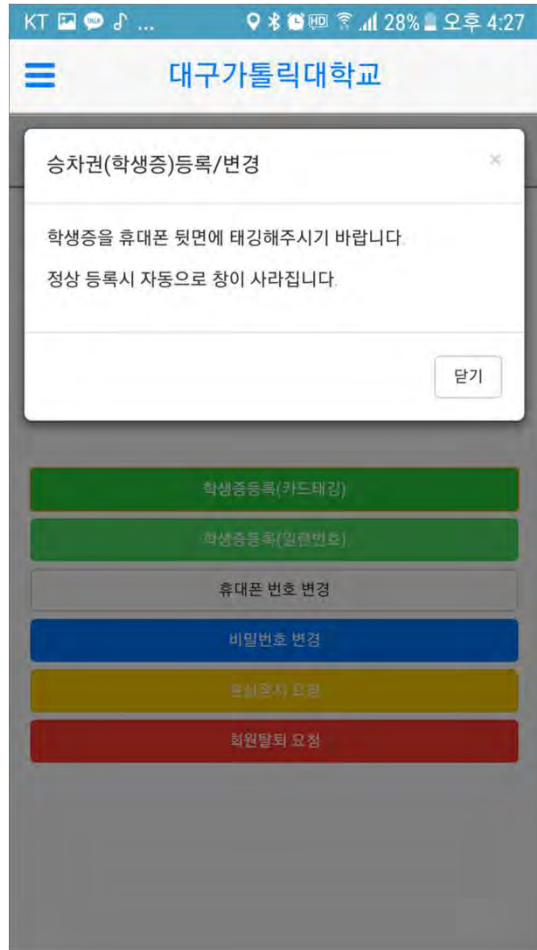 KT ... HD 28% 오후 4:27
대구가톨릭대학교
승차권(학생증)등록/변경 ×
학생증을 휴대폰 뒷면에 태깅해주시기 바랍니다.
정상 등록시 자동으로 창이 사라집니다.
닫기
학생증등록(카드태깅)
학생증등록(일련번호)
휴대폰 번호 변경
비밀번호 변경
요청
회원탈퇴 요청